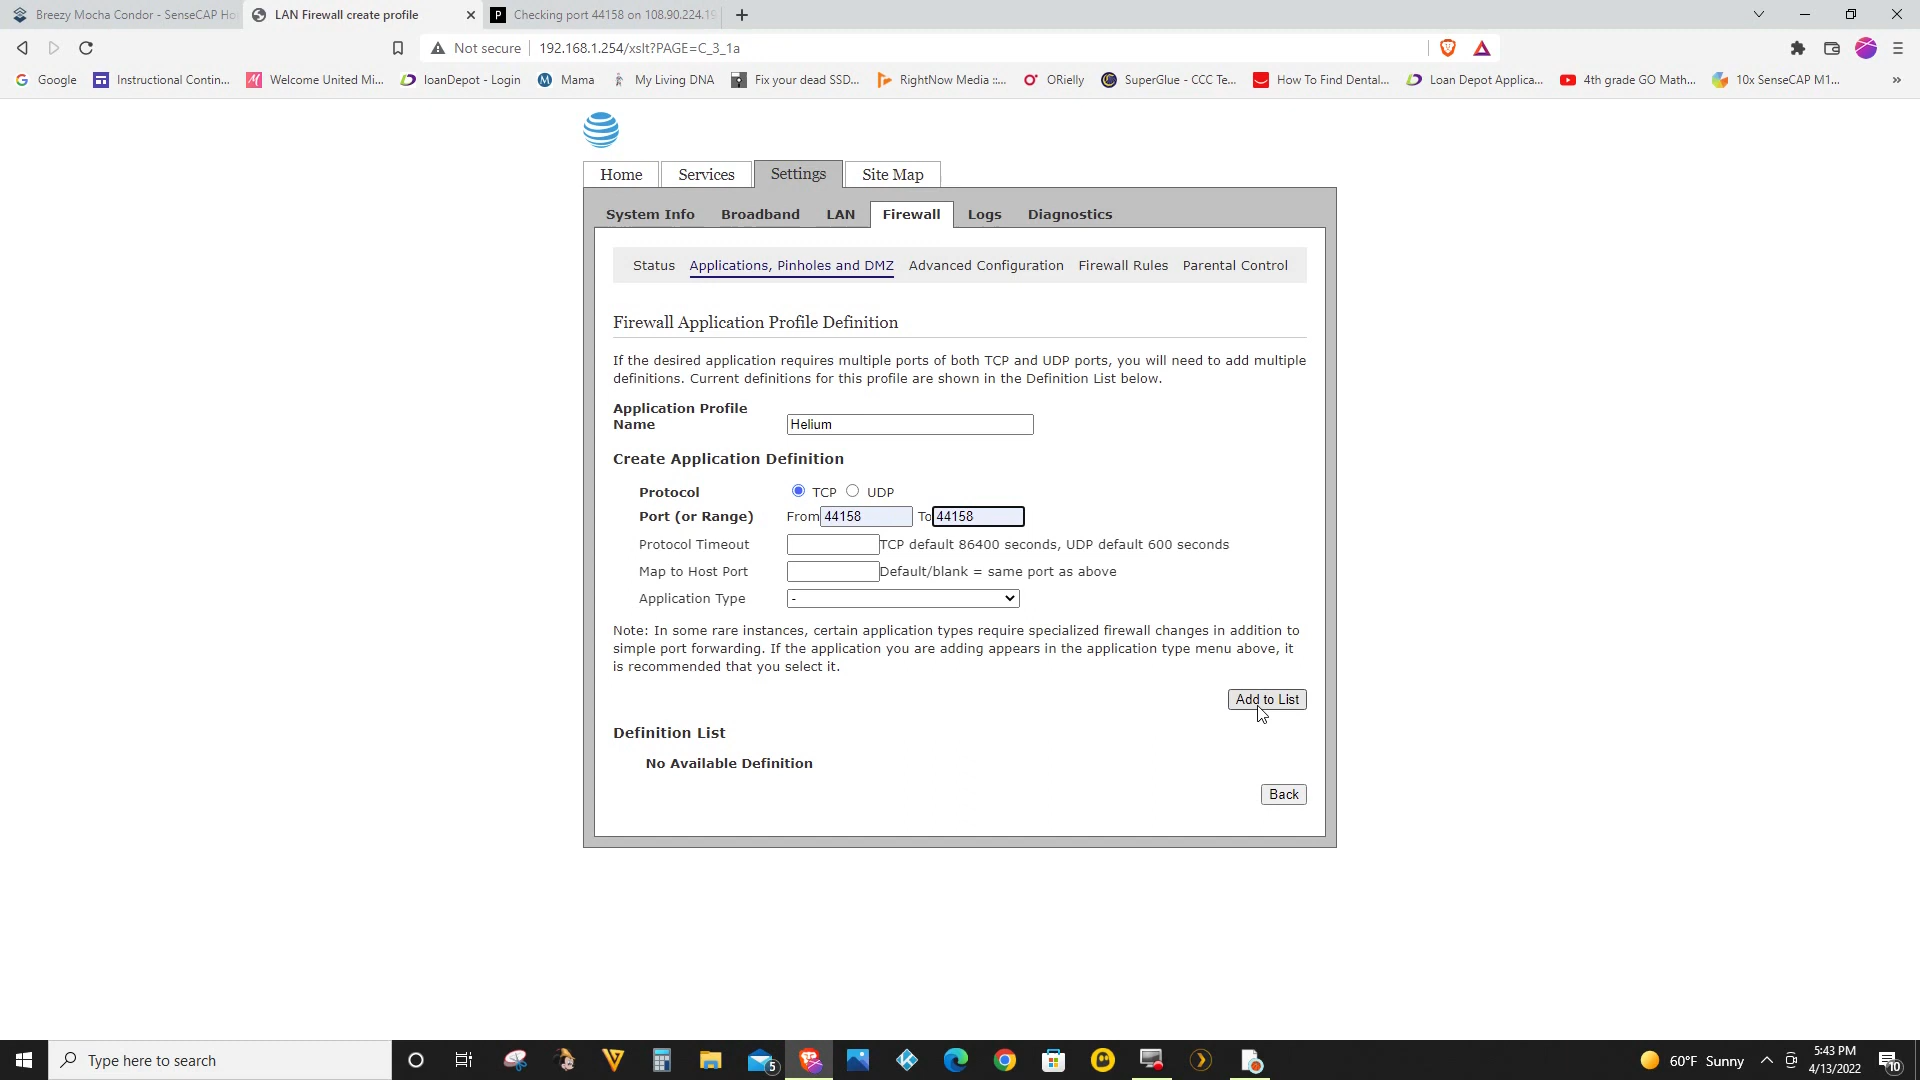 Breezy Mocha Condor - SenseCAP Ho
LAN Firewall create profile
Checking port 44158 on 108.90.224.19
Not secure
192.168.1.254/xslt?PAGE=C_3_1a
Google
Instructional Contin...
Welcome United Mi...
loanDepot - Login
Mama
My Living DNA
Fix your dead SSD...
RightNow Media ::...
ORielly
SuperGlue - CCC Te...
How To Find Dental...
Loan Depot Applica...
4th grade GO Math...
10x SenseCAP M1...
»
Home
Services
Settings
Site Map
System Info
Broadband
LAN
Firewall
Logs
Diagnostics
Status
Applications, Pinholes and DMZ
Advanced Configuration
Firewall Rules
Parental Control
Firewall Application Profile Definition
If the desired application requires multiple ports of both TCP and UDP ports, you will need to add multiple
definitions. Current definitions for this profile are shown in the Definition List below.
Application Profile
Name
Helium
Create Application Definition
Protocol TCP UDP
Port (or Range) From 44158 To 44158
Protocol Timeout TCP default 86400 seconds, UDP default 600 seconds
Map to Host Port Default/blank = same port as above
Application Type -
Note: In some rare instances, certain application types require specialized firewall changes in addition to
simple port forwarding. If the application you are adding appears in the application type menu above, it
is recommended that you select it.
Add to List
Definition List
No Available Definition
Back
Type here to search
5
60°F Sunny
5:43 PM
4/13/2022
10